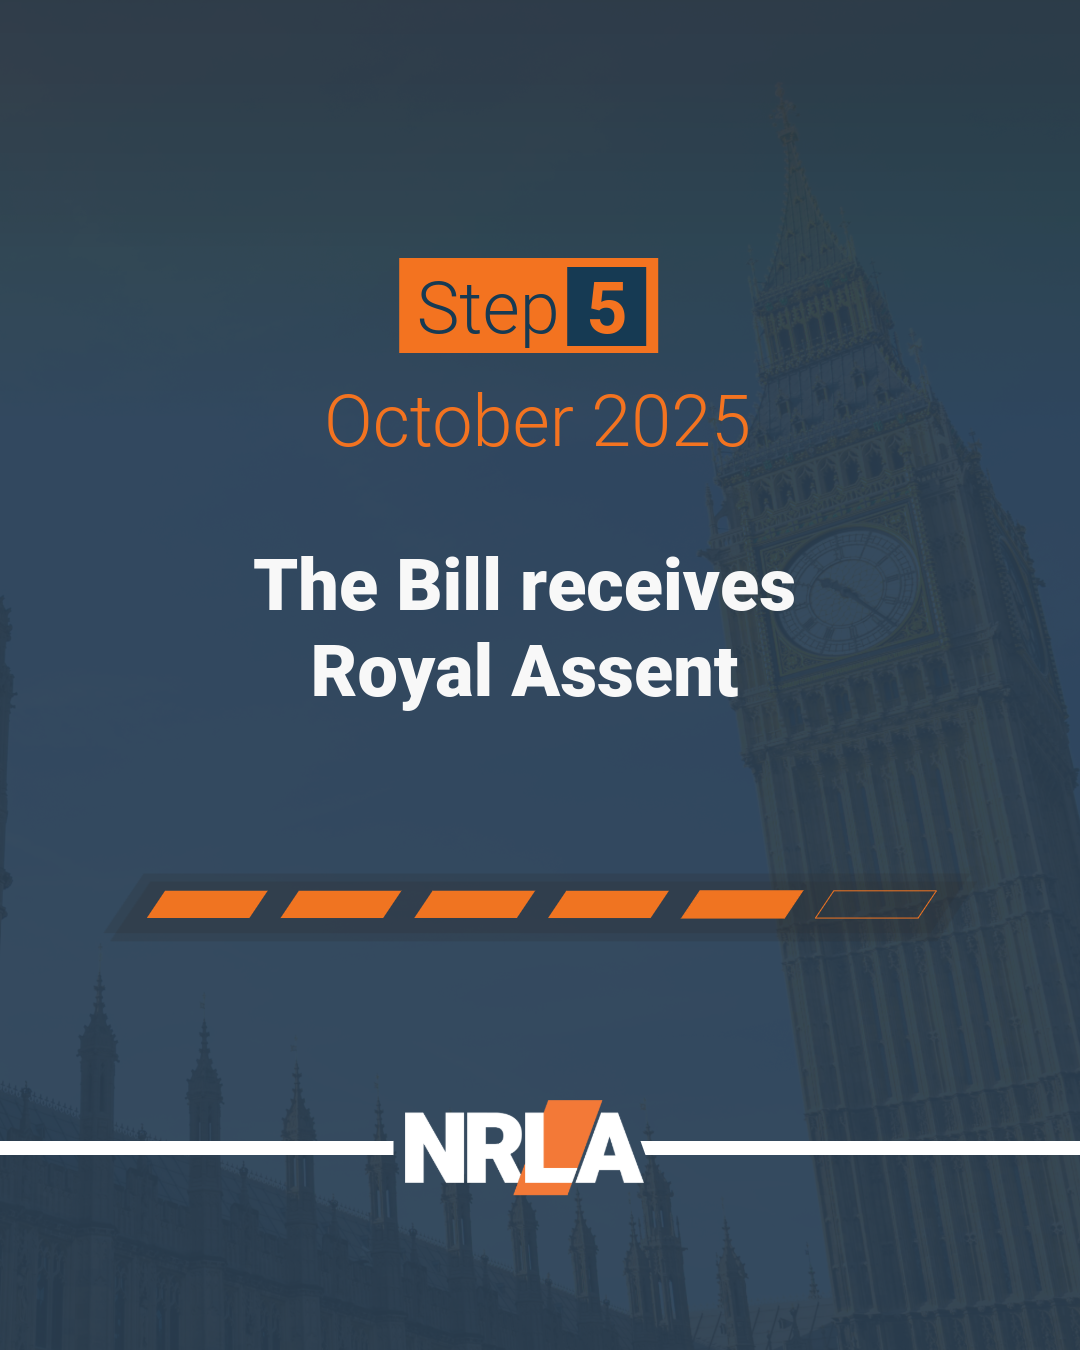 Step 5
October 2025
The Bill receives
Royal Assent
NRLA